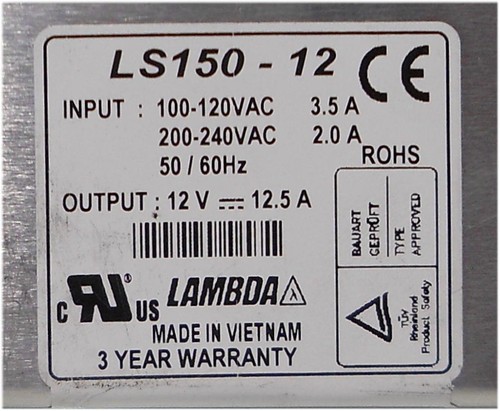 LS150 - 12
CE
INPUT : 100-120VAC 3.5 A
200-240VAC 2.0 A
50 / 60Hz
ROHS
OUTPUT : 12 V 12.5 A
BAUART
GEPRÜFT
TYPE
APPROVED
c RU ® US
LAMBDA λ
TÜV
Rheinland
Product Safety
MADE IN VIETNAM
3 YEAR WARRANTY